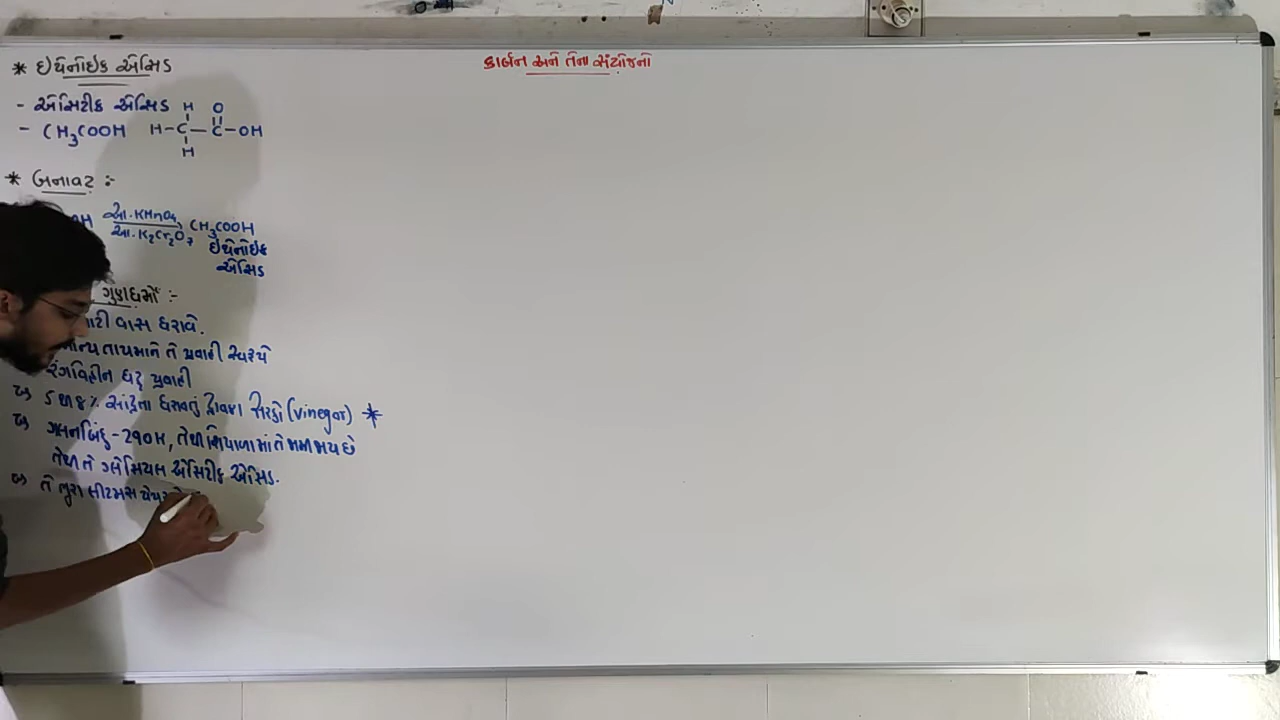 કાર્બન અને તેના સંયોજનો
* ઇથેનોઇક એસિડ
- એસિટીક એસિડ
- CH₃COOH
H O
H-C-C-OH
H
* બનાવટ :-
આ.KMnO₄ CH₃COOH
આ.K₂Cr₂O₇ ઇથેનોઇક
એસિડ
ગુણધર્મો :-
વાસ ધરાવે.
તાપમાને તે પ્રવાહી સ્વરૂપે
રંગવિહીન ઘટ્ટ પ્રવાહી
5 થી 8 % સાંદ્રતા ધરાવતું દ્રાવણ સરકો (vinegar) *
ગલનબિંદુ - 290K, તેથી શિયાળામાં તે થીજી જાય છે
તેથી તે ગ્લેસિયલ એસિટીક એસિડ.
તે ભુરા લીટમસ